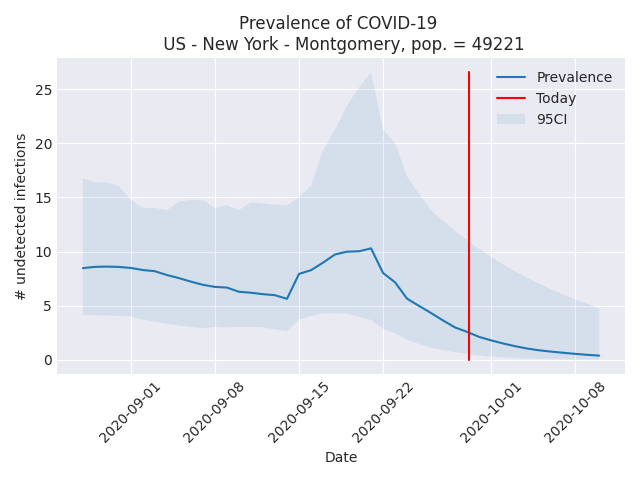 Prevalence of COVID-19
US - New York - Montgomery, pop. = 49221
Prevalence
Today
95CI
# undetected infections
25
20
15
10
5
0
2020-09-01
2020-09-08
2020-09-15
2020-09-22
2020-10-01
2020-10-08
Date